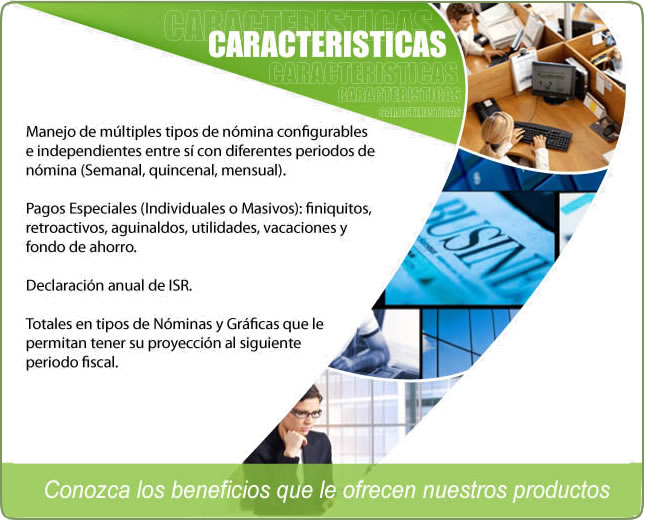 CARACTERISTICAS
CARACTERISTICAS
CARACTERISTICAS
CARACTERISTICAS
CARACTERISTICAS
Manejo de múltiples tipos de nómina configurables
e independientes entre sí con diferentes periodos de
nómina (Semanal, quincenal, mensual).
Pagos Especiales (Individuales o Masivos): finiquitos,
retroactivos, aguinaldos, utilidades, vacaciones y
fondo de ahorro.
Declaración anual de ISR.
Totales en tipos de Nóminas y Gráficas que le
permitan tener su proyección al siguiente
periodo fiscal.
BUSINE
Conozca los beneficios que le ofrecen nuestros productos